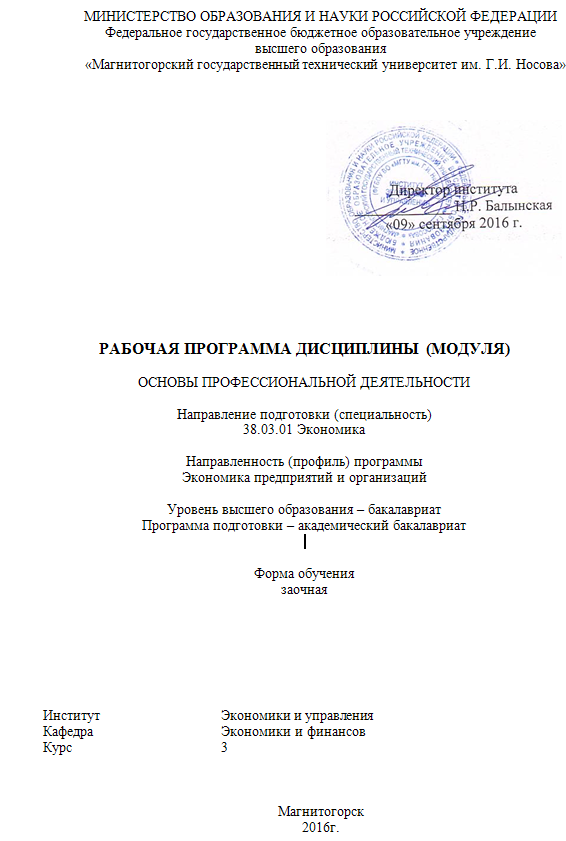 МИНИСТЕРСТВО ОБРАЗОВАНИЯ И НАУКИ РОССИЙСКОЙ ФЕДЕРАЦИИ
Федеральное государственное бюджетное образовательное учреждение
высшего образования
«Магнитогорский государственный технический университет им. Г.И. Носова»
Директор института
Н.Р. Балынская
«09» сентября 2016 г.
РАБОЧАЯ ПРОГРАММА ДИСЦИПЛИНЫ (МОДУЛЯ)
ОСНОВЫ ПРОФЕССИОНАЛЬНОЙ ДЕЯТЕЛЬНОСТИ
Направление подготовки (специальность)
38.03.01 Экономика
Направленность (профиль) программы
Экономика предприятий и организаций
Уровень высшего образования – бакалавриат
Программа подготовки – академический бакалавриат
Форма обучения
заочная
Институт Экономики и управления
Кафедра Экономики и финансов
Курс 3
Магнитогорск
2016г.